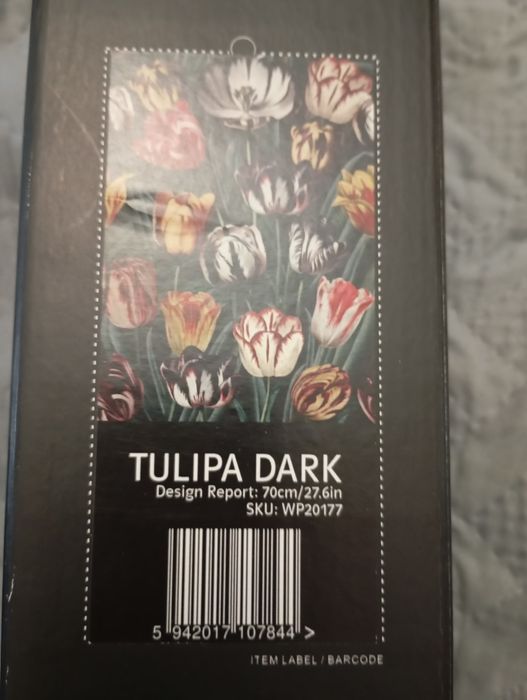 TULIPA DARK
Design Report: 70cm/27.6in
SKU: WP20177
5 942017 107844 >
ITEM LABEL / BARCODE